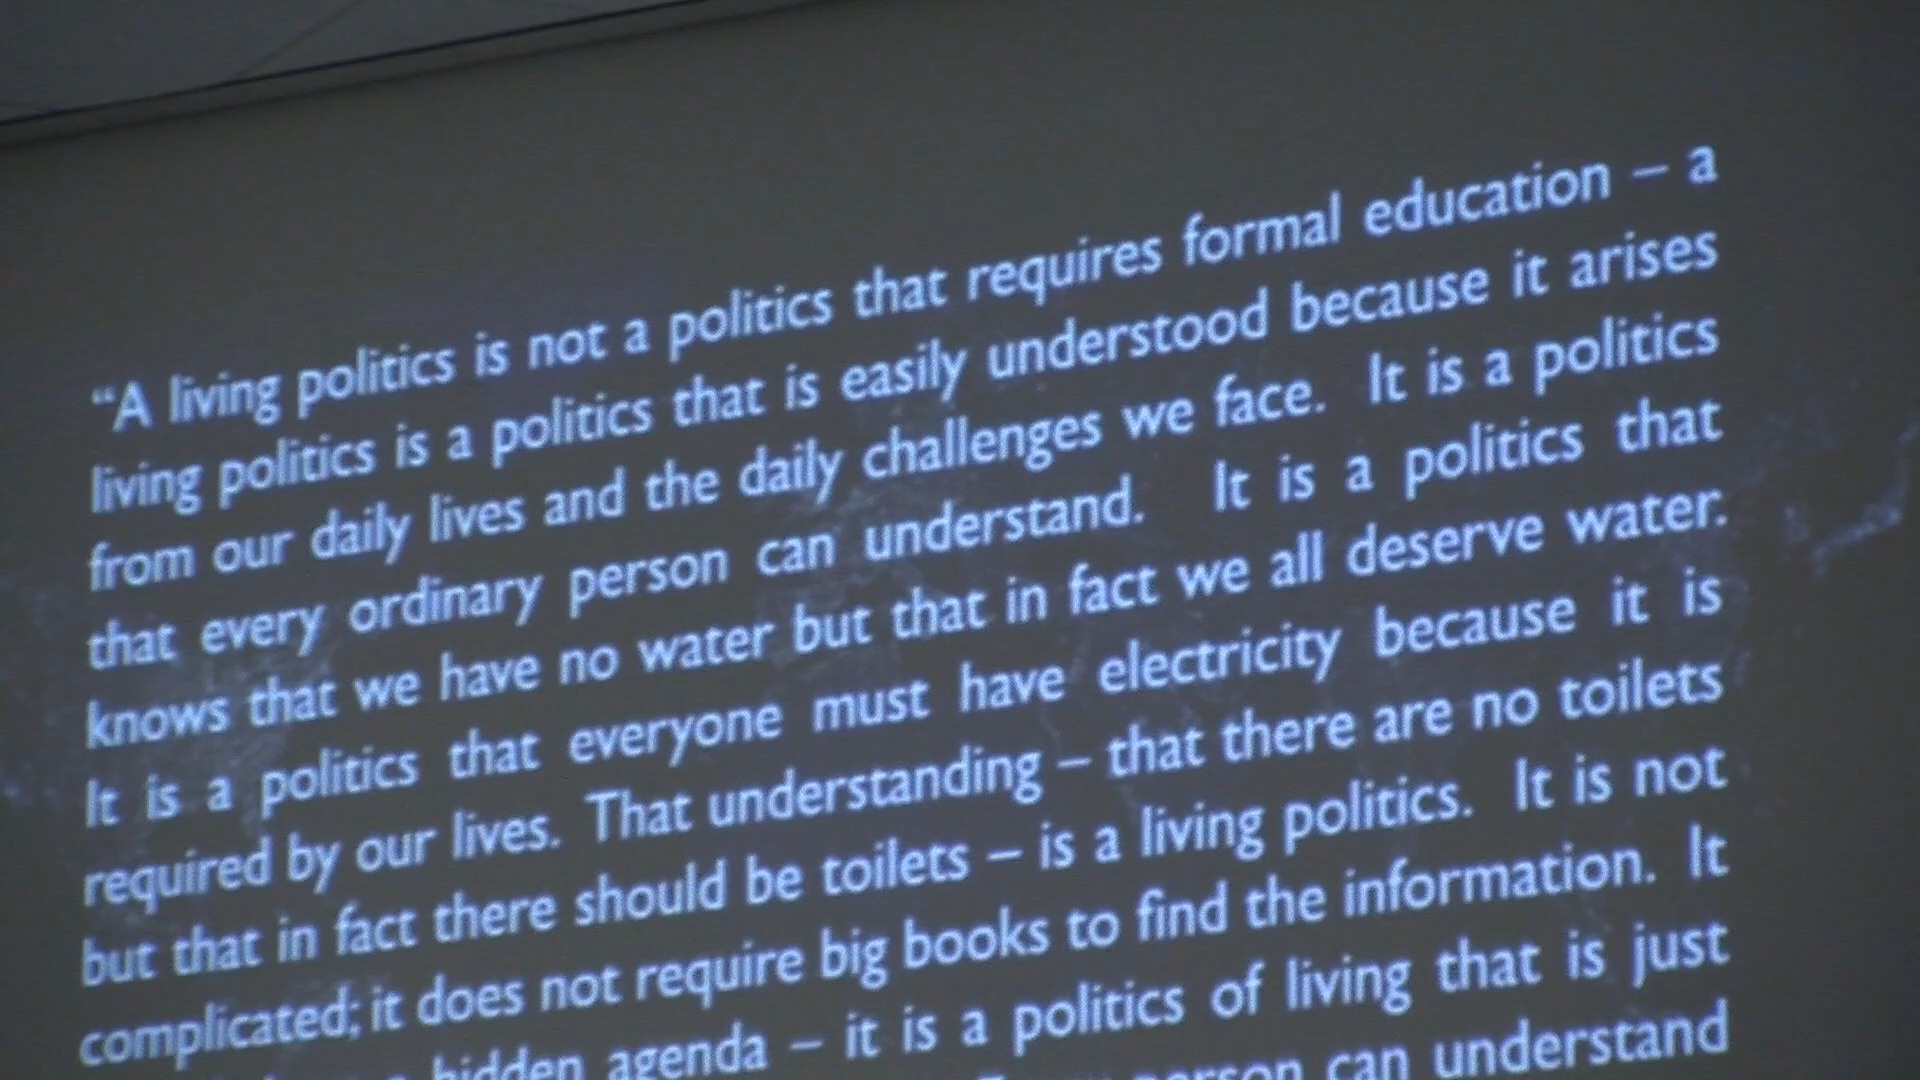 “A living politics is not a politics that requires formal education – a
living politics is a politics that is easily understood because it arises
from our daily lives and the daily challenges we face. It is a politics
that every ordinary person can understand. It is a politics that
knows that we have no water but that in fact we all deserve water.
It is a politics that everyone must have electricity because it is
required by our lives. That understanding – that there are no toilets
but that in fact there should be toilets – is a living politics. It is not
complicated; it does not require big books to find the information. It
hidden agenda – it is a politics of living that is just
person can understand